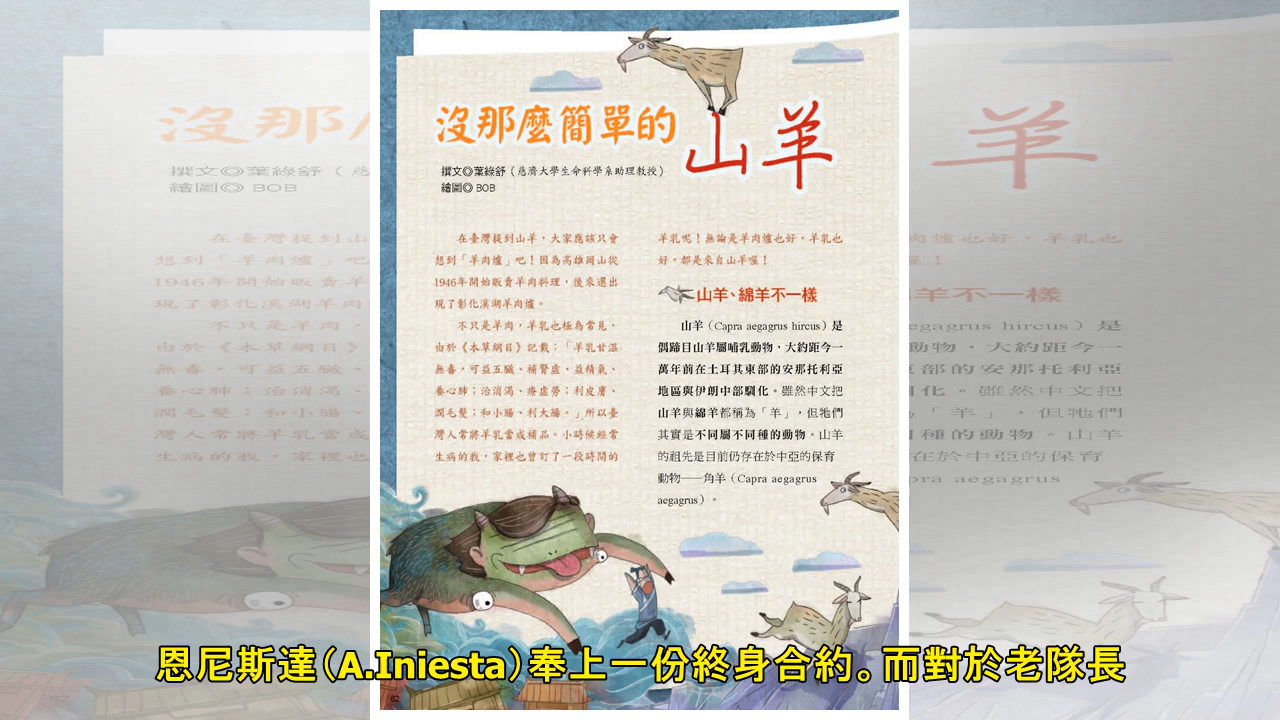 沒那麼簡單的
山羊
撰文◎葉綠舒（慈濟大學生命科學系助理教授）
繪圖◎BOB
在臺灣提到山羊，大家應該只會
想到「羊肉爐」吧！因為高雄岡山從
1946年開始販賣羊肉料理，後來還出
現了彰化溪湖羊肉爐。
不只是羊肉，羊乳也極為常見，
由於《本草綱目》記載：「羊乳甘溫
無毒，可益五臟、補腎虛、益精氣、
養心肺；治消渴、療虛勞；利皮膚、
潤毛髮；和小腸、利大腸。」所以臺
灣人常將羊乳當成補品。小時候經常
生病的我，家裡也曾訂了一段時間的
羊乳呢！無論是羊肉爐也好，羊乳也
好，都是來自山羊喔！
山羊、綿羊不一樣
山羊（Capra aegagrus hircus）是
偶蹄目山羊屬哺乳動物，大約距今一
萬年前在土耳其東部的安那托利亞
地區與伊朗中部馴化。雖然中文把
山羊與綿羊都稱為「羊」，但牠們
其實是不同屬不同種的動物。山羊
的祖先是目前仍存在於中亞的保育
動物——角羊（Capra aegagrus
aegagrus）。
62
恩尼斯達（A.Iniesta）奉上一份終身合約。而對於老隊長